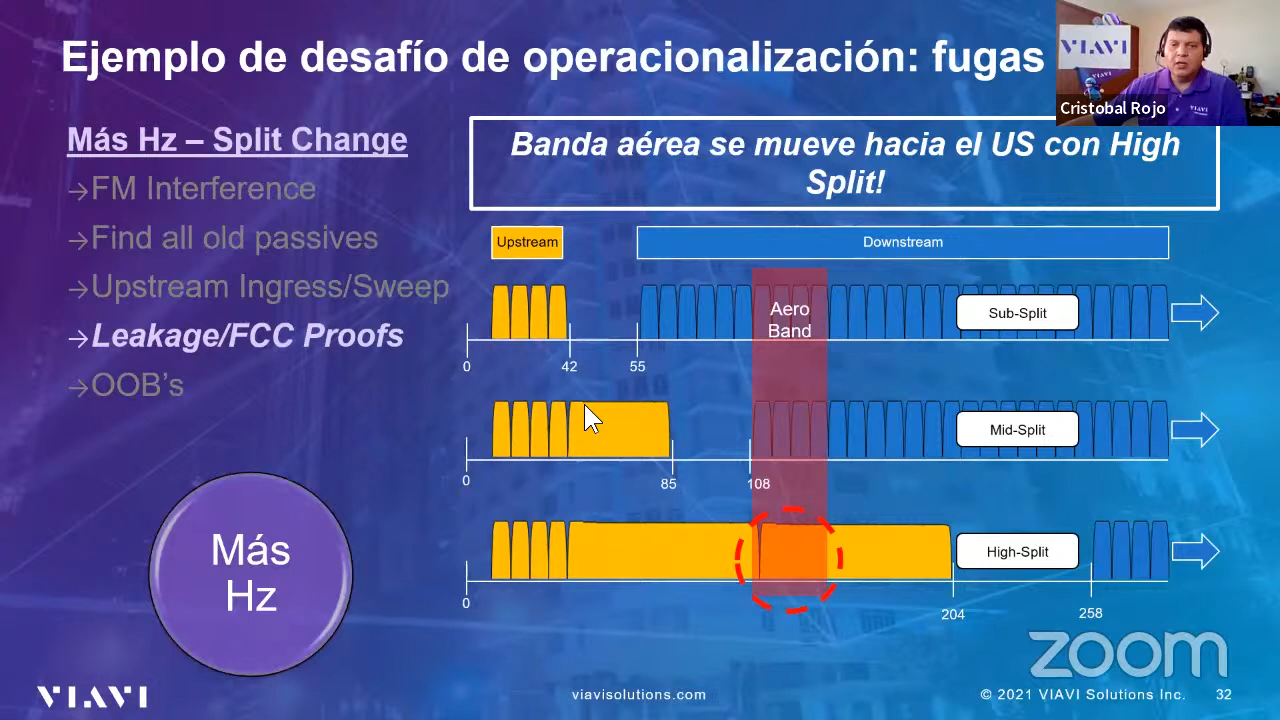 Ejemplo de desafío de operacionalización: fugas
VIAVI
VIAVI
VIAVI
Cristobal Rojo
Más Hz – Split Change
→FM Interference
→Find all old passives
→Upstream Ingress/Sweep
→Leakage/FCC Proofs
→OOB's
Banda aérea se mueve hacia el US con High
Split!
Upstream
Downstream
Aero
Band
Sub-Split
0
42
55
Mid-Split
0
85
108
High-Split
0
204
258
Más
Hz
zoom
VIAVI
viavisolutions.com
© 2021 VIAVI Solutions Inc.
32